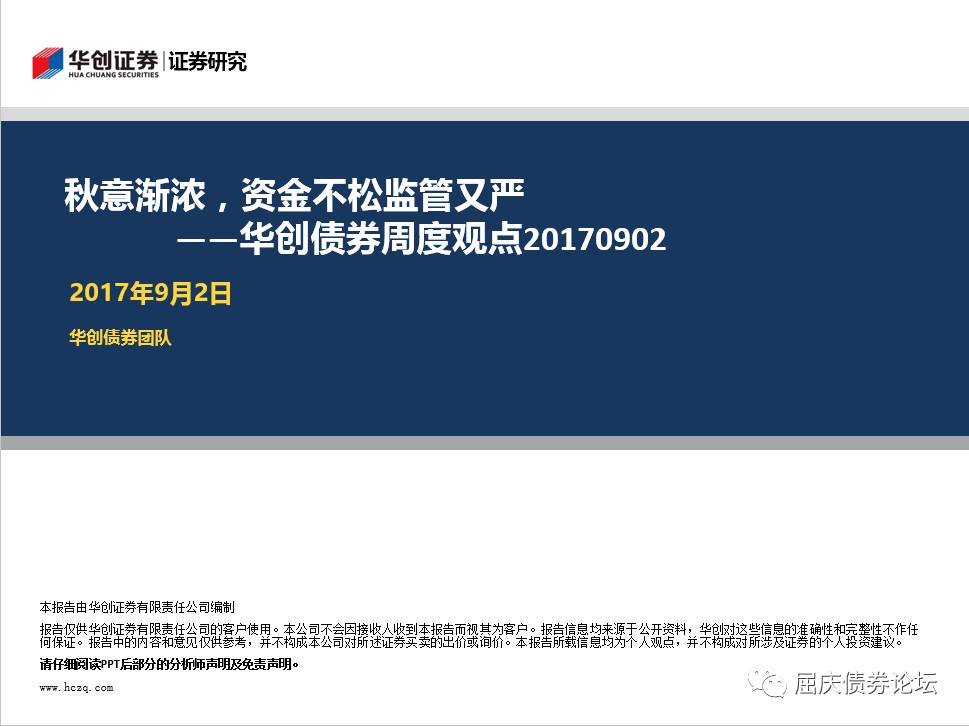 华创证券|证券研究
HUA CHUANG SECURITIES
秋意渐浓，资金不松监管又严
——华创债券周度观点20170902
2017年9月2日
华创债券团队
本报告由华创证券有限责任公司编制
报告仅供华创证券有限责任公司的客户使用。本公司不会因接收人收到本报告而视其为客户。报告信息均来源于公开资料，华创对这些信息的准确性和完整性不作任
何保证。报告中的内容和意见仅供参考，并不构成本公司对所述证券买卖的出价或询价。本报告所载信息均为个人观点，并不构成对所涉及证券的个人投资建议。
请仔细阅读PPT后部分的分析师声明及免责声明。
www.hczq.com
屈庆债券论坛